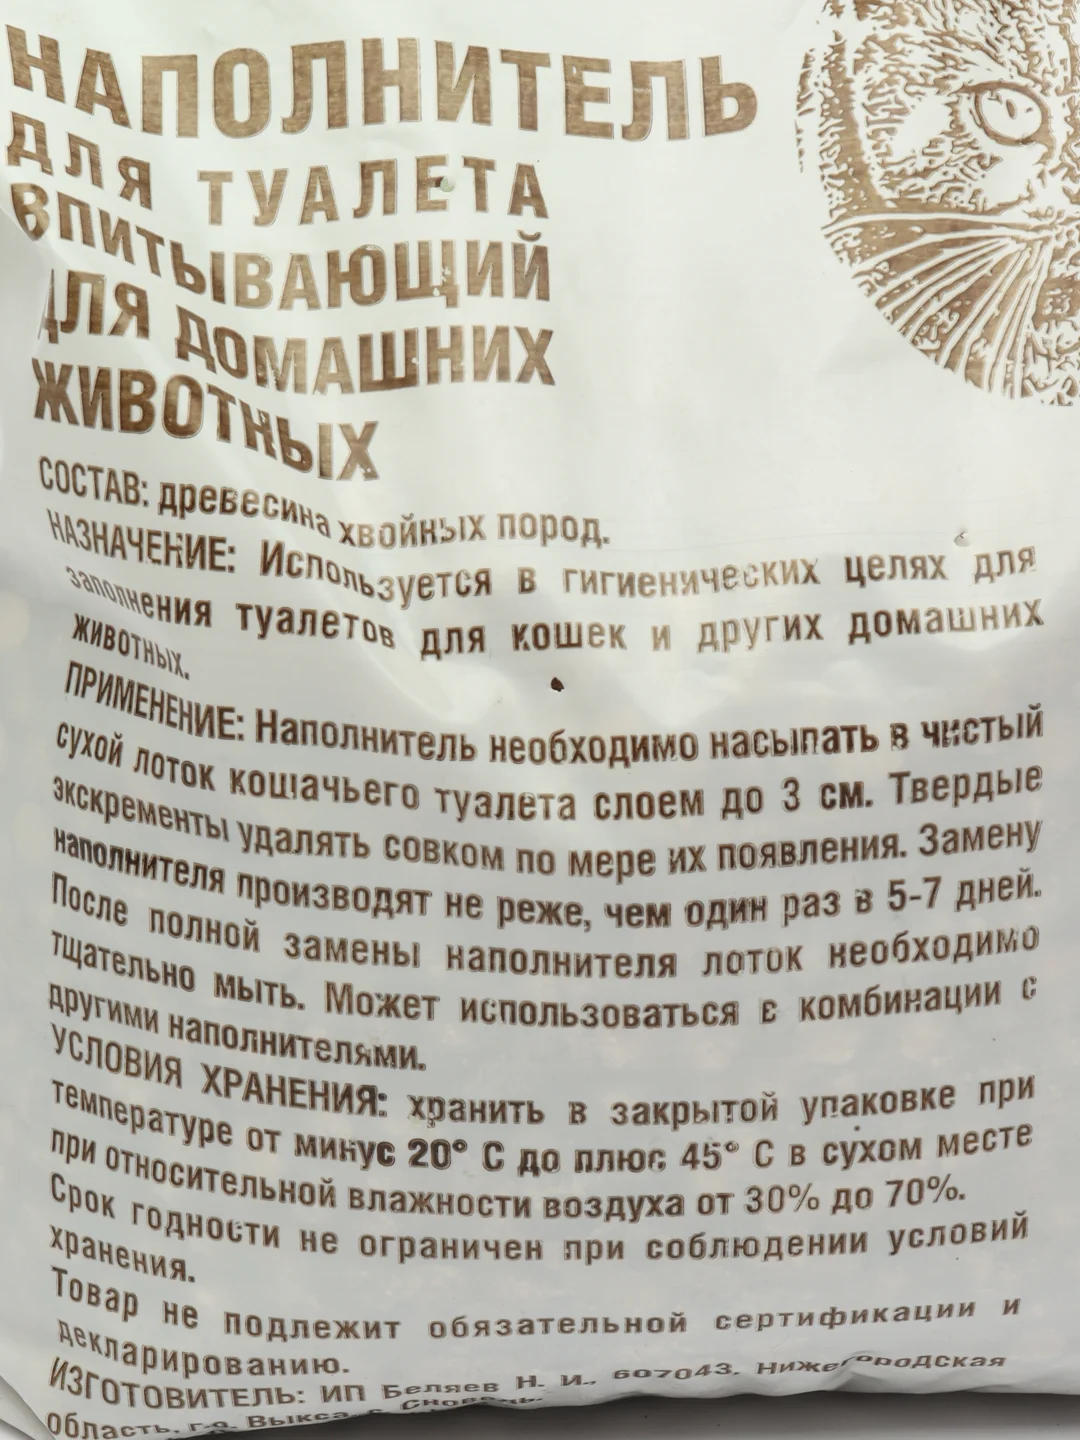 НАПОЛНИТЕЛЬ
ДЛЯ ТУАЛЕТА
ВПИТЫВАЮЩИЙ
ДЛЯ ДОМАШНИХ
ЖИВОТНЫХ
СОСТАВ: древесина хвойных пород.
НАЗНАЧЕНИЕ: Используется в гигиенических целях для
заполнения туалетов для кошек и других домашних
животных.
ПРИМЕНЕНИЕ: Наполнитель необходимо насыпать в чистый
сухой лоток кошачьего туалета слоем до 3 см. Твердые
экскременты удалять совком по мере их появления. Замену
наполнителя производят не реже, чем один раз в 5-7 дней.
После полной замены наполнителя лоток необходимо
тщательно мыть. Может использоваться в комбинации с
другими наполнителями.
УСЛОВИЯ ХРАНЕНИЯ: хранить в закрытой упаковке при
температуре от минус 20° С до плюс 45° С в сухом месте
при относительной влажности воздуха от 30% до 70%.
Срок годности не ограничен при соблюдении условий
хранения.
Товар не подлежит обязательной сертификации и
декларированию.
ИЗГОТОВИТЕЛЬ: ИП Беляев Н. И., 607043, Нижегородская
область, г.о. Выкса, с.